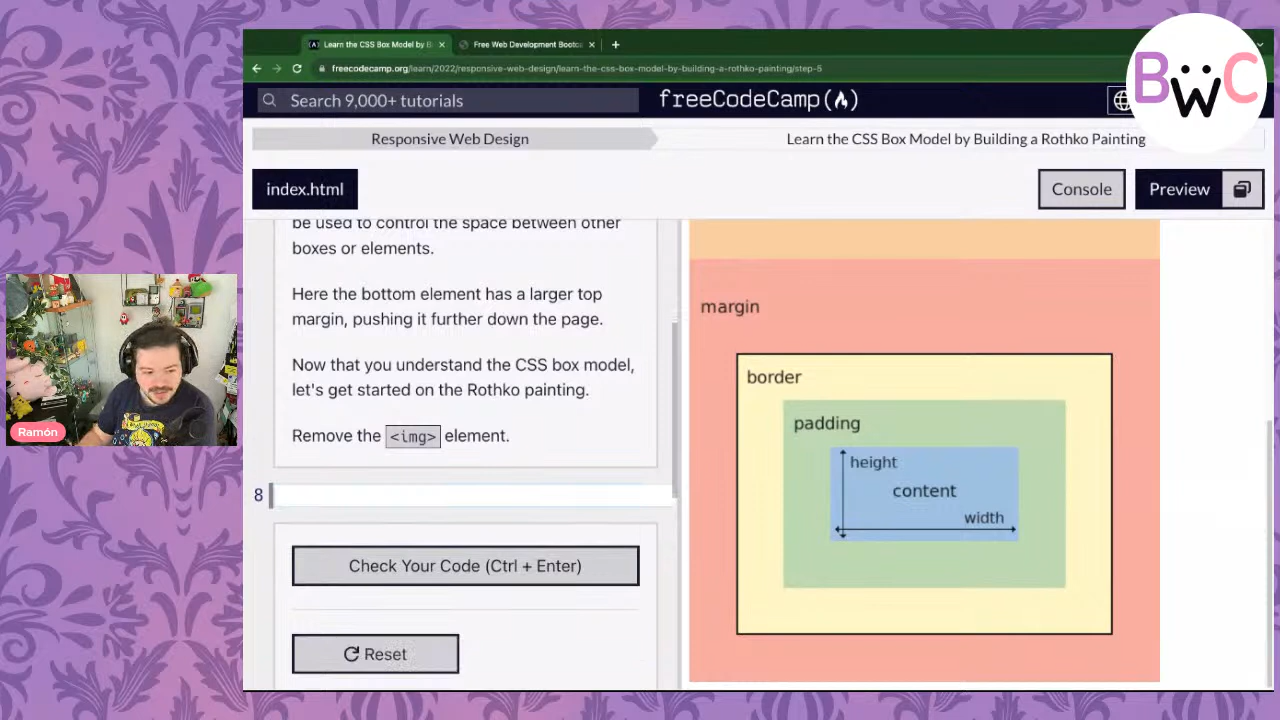 Learn the CSS Box Model by B
Free Web Development Bootca
freecodecamp.org/learn/2022/responsive-web-design/learn-the-css-box-model-by-building-a-rothko-painting/step-5
BWC
Search 9,000+ tutorials
freeCodeCamp
Responsive Web Design
Learn the CSS Box Model by Building a Rothko Painting
index.html
Console
Preview
be used to control the space between other
boxes or elements.
Here the bottom element has a larger top
margin, pushing it further down the page.
Now that you understand the CSS box model,
let's get started on the Rothko painting.
Remove the <img> element.
8
Check Your Code (Ctrl + Enter)
Reset
margin
border
padding
height
content
width
Ramón